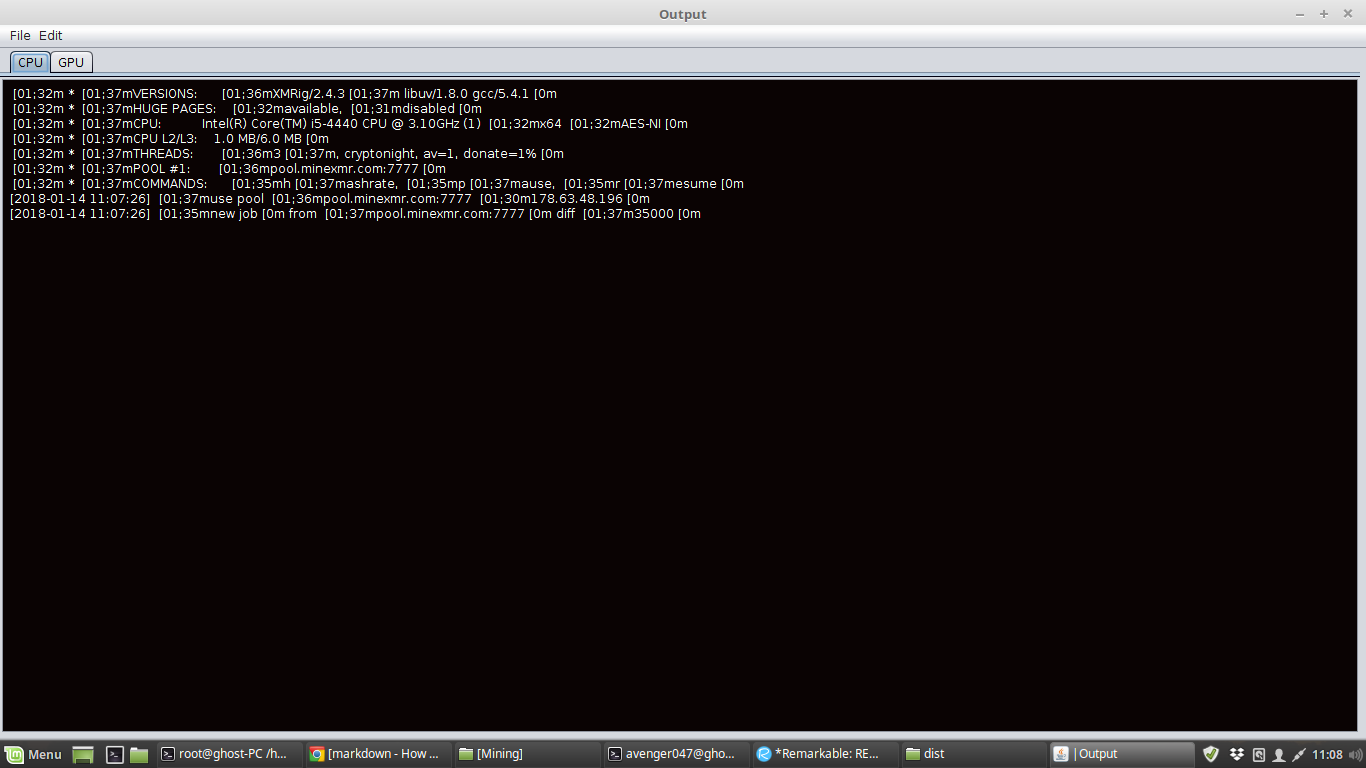 Output
File Edit
CPU GPU
[01;32m * [01;37mVERSIONS: [01;36mXMRig/2.4.3 [01;37m libuv/1.8.0 gcc/5.4.1 [0m
[01;32m * [01;37mHUGE PAGES: [01;32mavailable, [01;31mdisabled [0m
[01;32m * [01;37mCPU: Intel(R) Core(TM) i5-4440 CPU @ 3.10GHz (1) [01;32mx64 [01;32mAES-NI [0m
[01;32m * [01;37mCPU L2/L3: 1.0 MB/6.0 MB [0m
[01;32m * [01;37mTHREADS: [01;36m3 [01;37m, cryptonight, av=1, donate=1% [0m
[01;32m * [01;37mPOOL #1: [01;36mpool.minexmr.com:7777 [0m
[01;32m * [01;37mCOMMANDS: [01;35mh [01;37mashrate, [01;35mp [01;37mause, [01;35mr [01;37mesume [0m
[2018-01-14 11:07:26] [01;37muse pool [01;36mpool.minexmr.com:7777 [01;30m178.63.48.196 [0m
[2018-01-14 11:07:26] [01;35mnew job [0m from [01;37mpool.minexmr.com:7777 [0m diff [01;37m35000 [0m
Menu root@ghost-PC /h... [markdown - How ... [Mining] avenger047@gho... *Remarkable: RE... dist Output 11:08